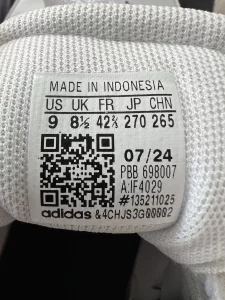 MADE IN INDONESIA
US UK FR JP CHN
9 8½ 42⅔ 270 265
07/24
PBB 698007
A:IF4029
#135211025
adidas &4CHJS3G00002